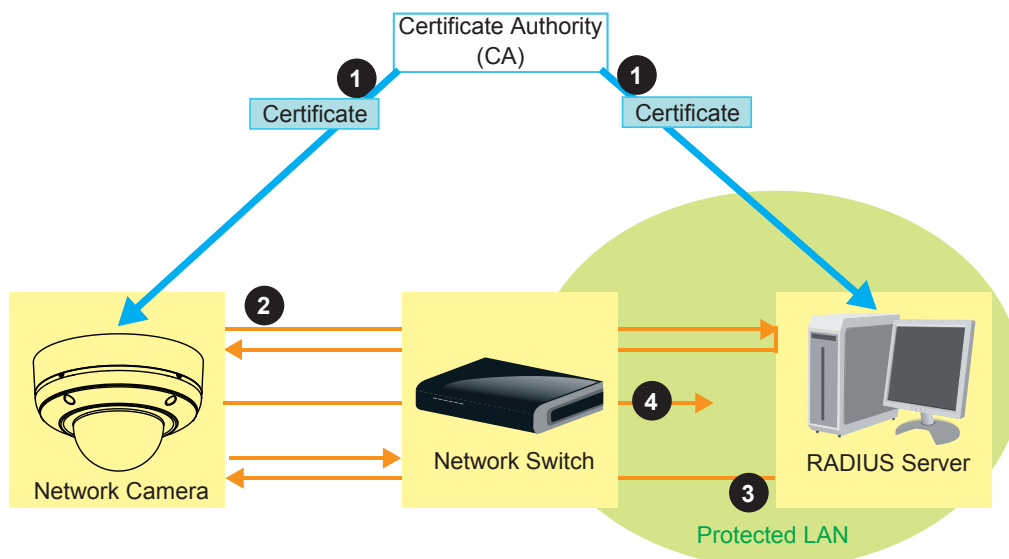 Certificate Authority
(CA)
1
1
Certificate
Certificate
2
4
Network Camera
Network Switch
RADIUS Server
3
Protected LAN